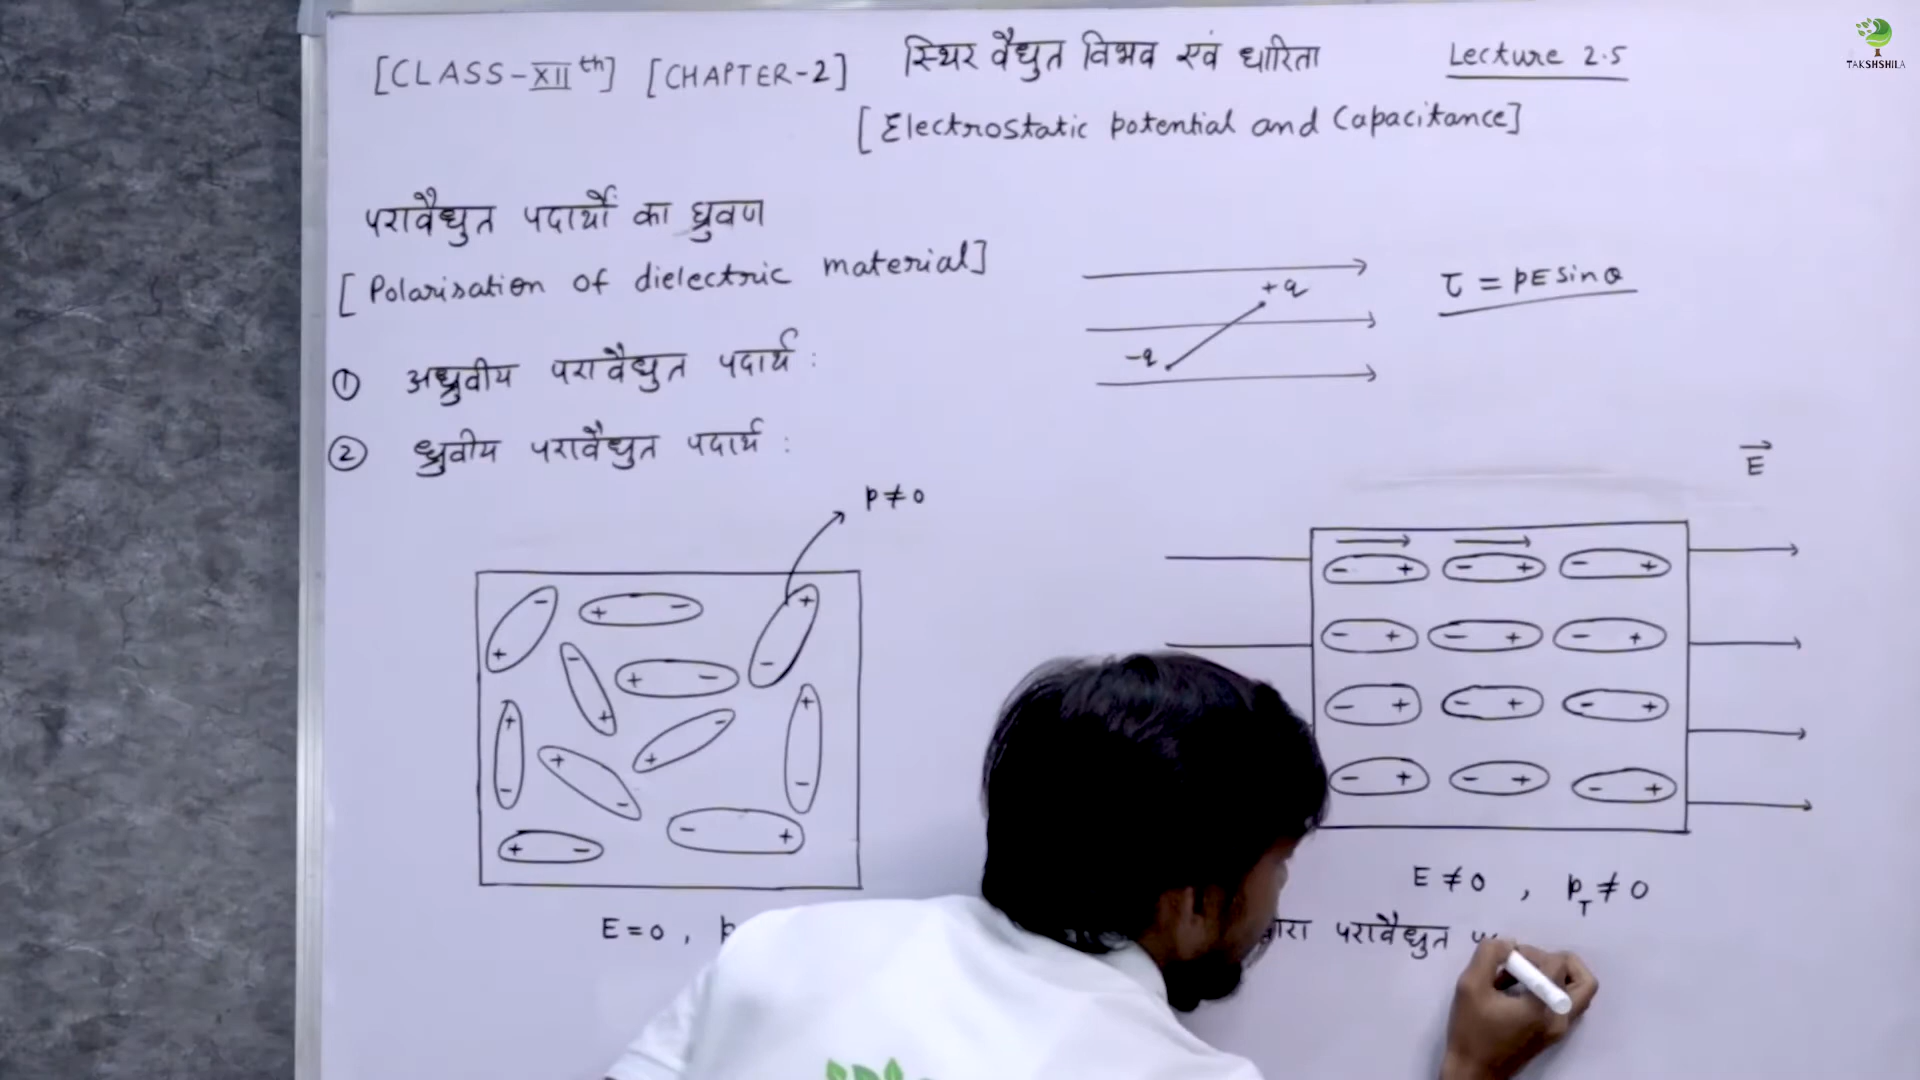 [CLASS-XIIth] [CHAPTER-2] स्थिर वैद्युत विभव एवं धारिता Lecture 2.5
[Electrostatic potential and Capacitance]
TAKSHSHILA
परावैद्युत पदार्थों का ध्रुवण
[Polarisation of dielectric material]
+q
-q
τ = pE sinθ
① अध्रुवीय परावैद्युत पदार्थ :
② ध्रुवीय परावैद्युत पदार्थ :
p≠0
E
E=0,
E≠0, pT≠0
परावैद्युत